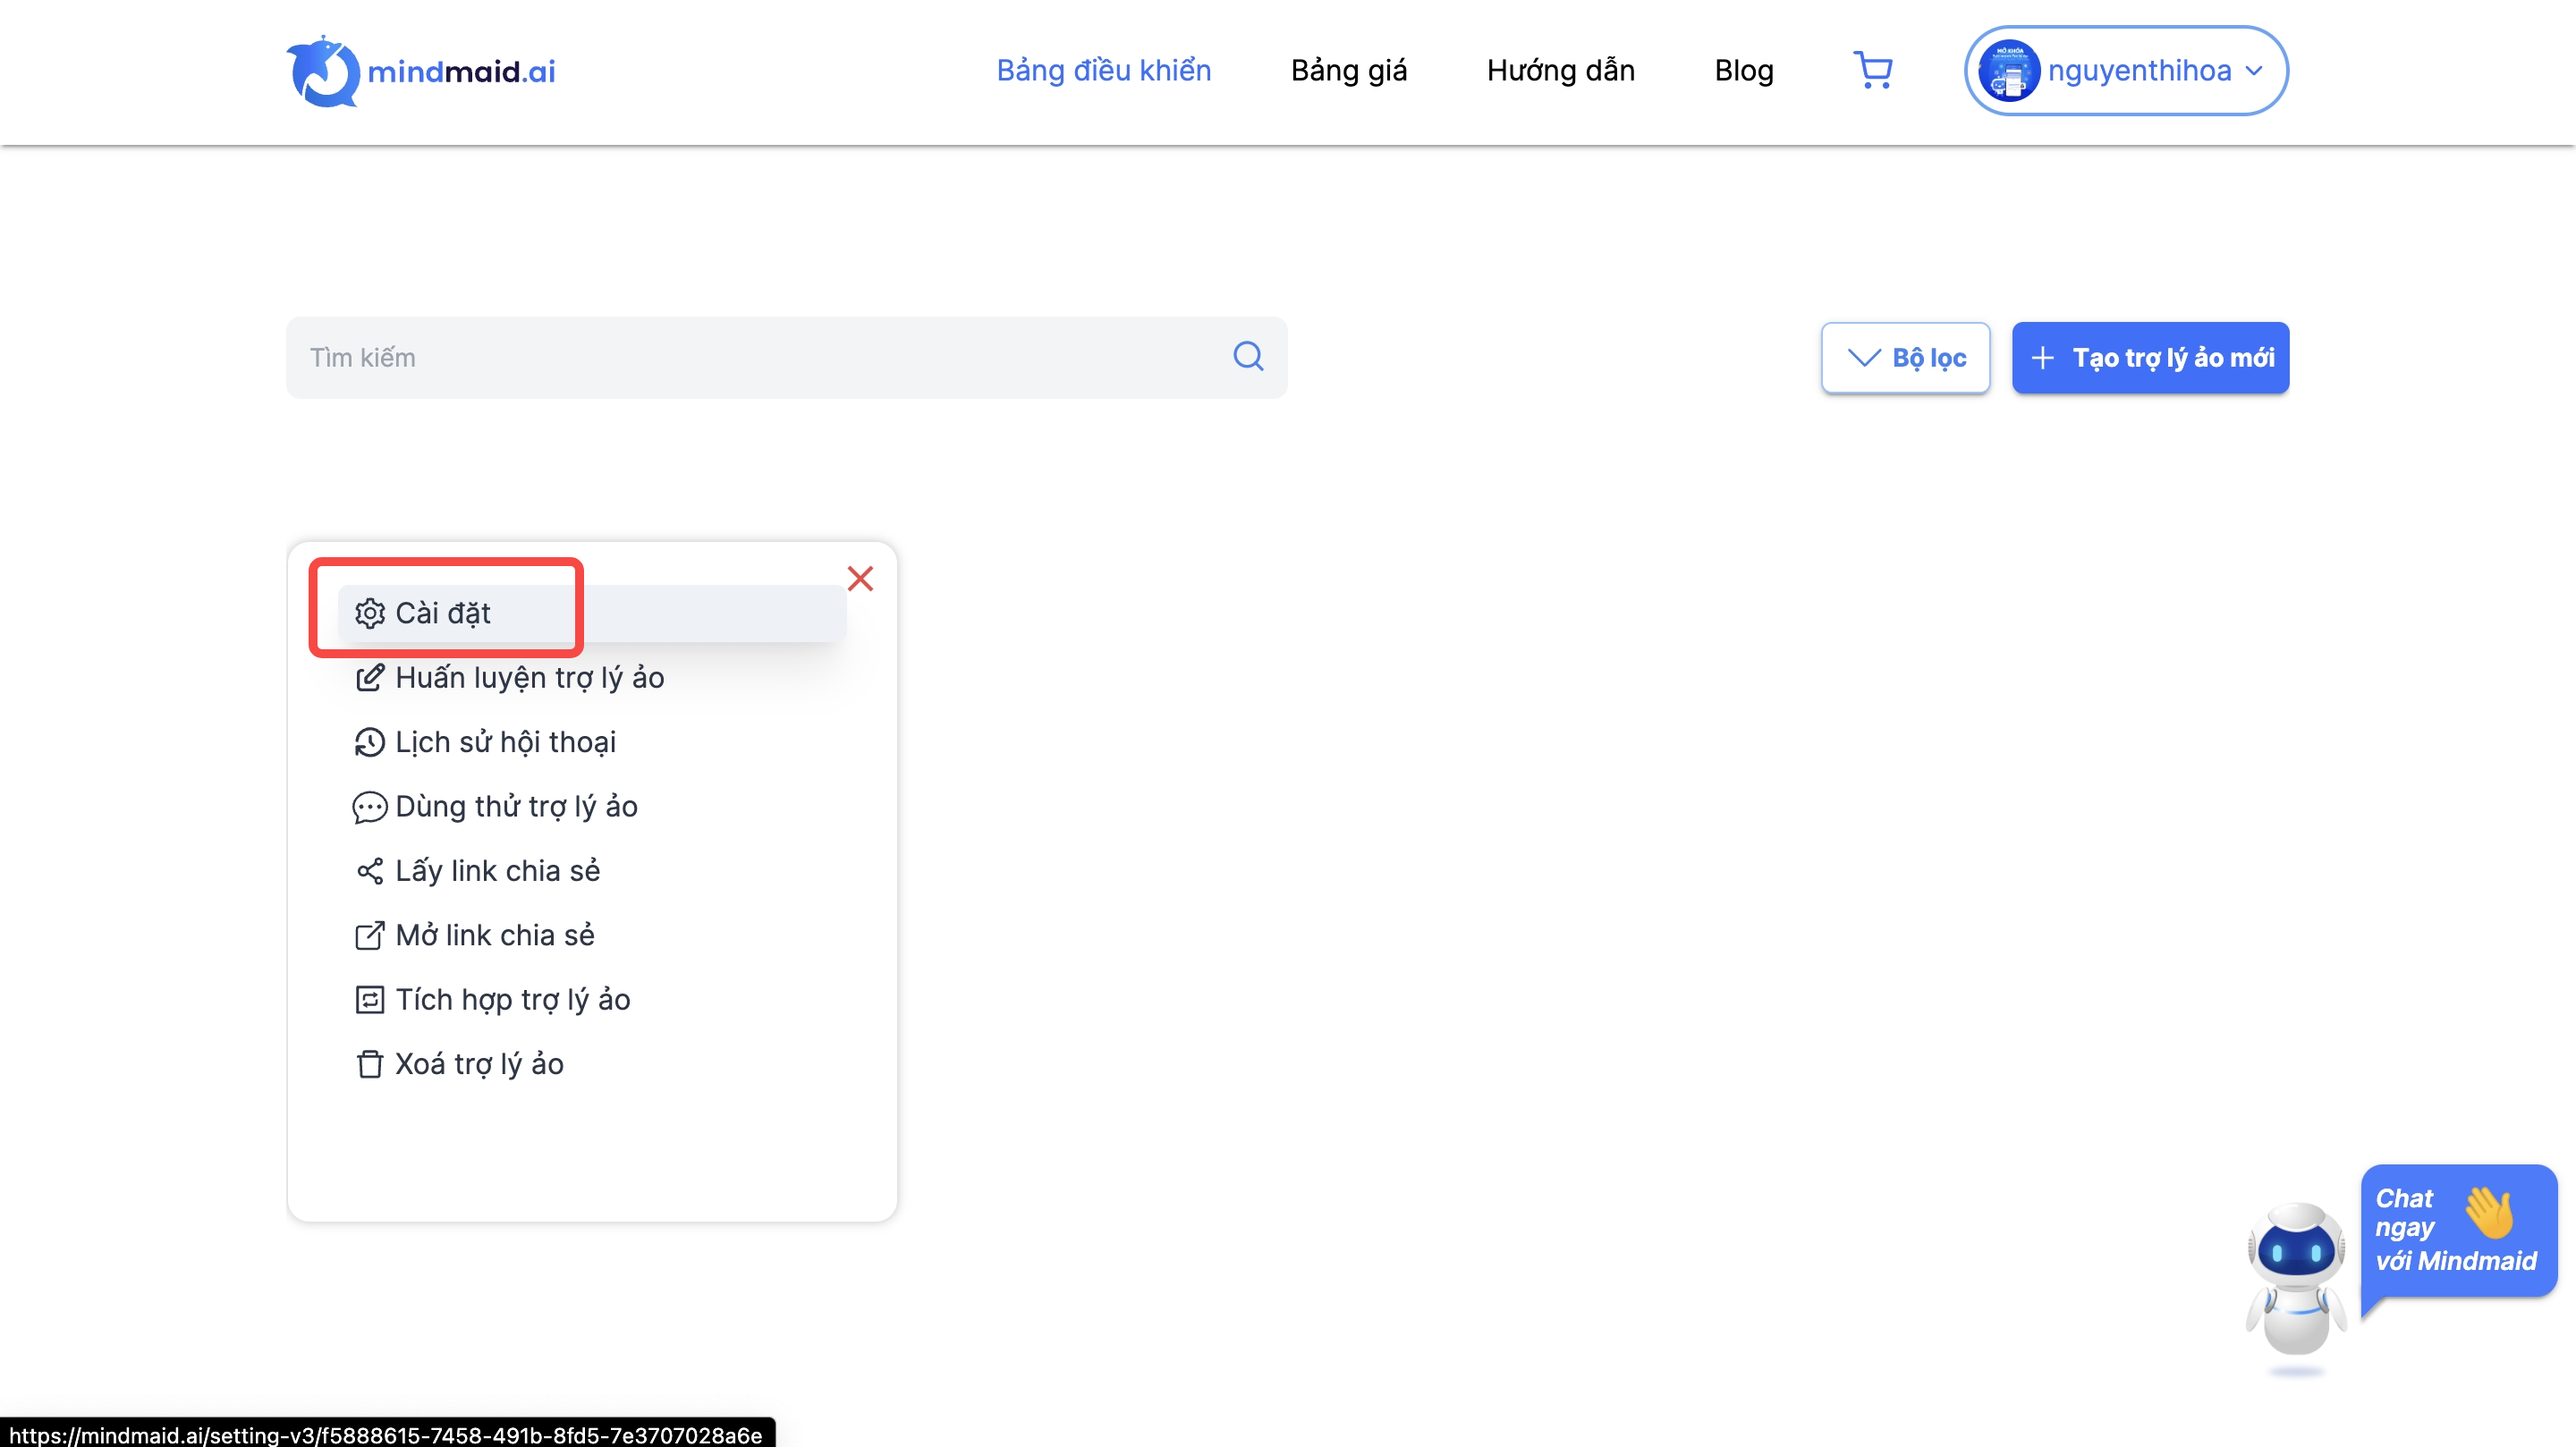 mindmaid.ai
Bảng điều khiển
Bảng giá
Hướng dẫn
Blog
MỞ KHÓA
nguyenthihoa
Tìm kiếm
Bộ lọc
Tạo trợ lý ảo mới
Cài đặt
Huấn luyện trợ lý ảo
Lịch sử hội thoại
Dùng thử trợ lý ảo
Lấy link chia sẻ
Mở link chia sẻ
Tích hợp trợ lý ảo
Xoá trợ lý ảo
Chat
ngay
với Mindmaid
https://mindmaid.ai/setting-v3/f5888615-7458-491b-8fd5-7e3707028a6e